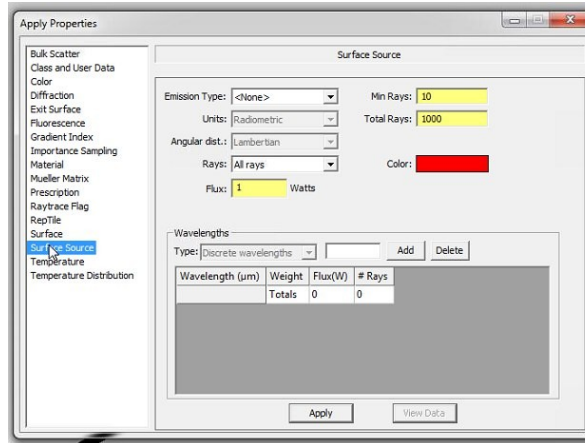 Apply Properties
Bulk Scatter
Class and User Data
Color
Diffraction
Exit Surface
Fluorescence
Gradient Index
Importance Sampling
Material
Mueller Matrix
Prescription
Raytrace Flag
RepTile
Surface
Surface Source
Temperature
Temperature Distribution
Surface Source
Emission Type: <None> Min Rays: 10
Units: Radiometric Total Rays: 1000
Angular dist.: Lambertian
Rays: All rays Color:
Flux: 1 Watts
Wavelengths
Type: Discrete wavelengths Add Delete
Wavelength (µm) Weight Flux(W) # Rays
Totals 0 0
Apply View Data